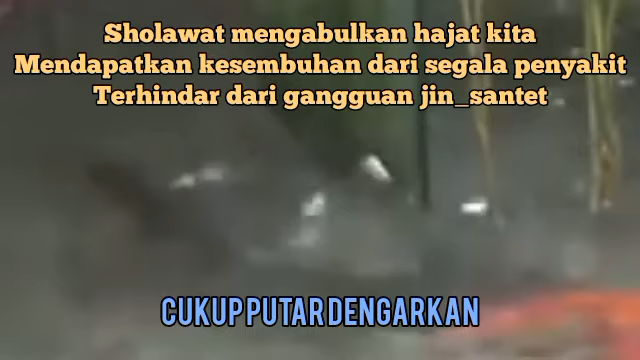 Sholawat mengabulkan hajat kita
Mendapatkan kesembuhan dari segala penyakit
Terhindar dari gangguan jin_santet
CUKUP PUTAR DENGARKAN